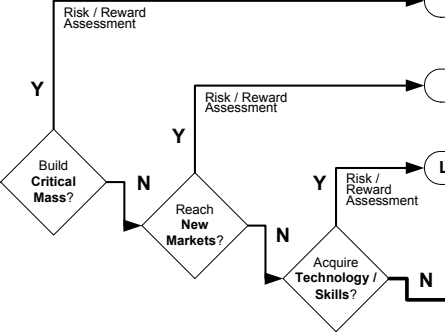 Risk / Reward
Assessment
Y
Risk / Reward
Assessment
Y
Build
Critical
Mass?
N
Reach
New
Markets?
Y
Risk /
Reward
Assessment
L
N
Acquire
Technology /
Skills?
N